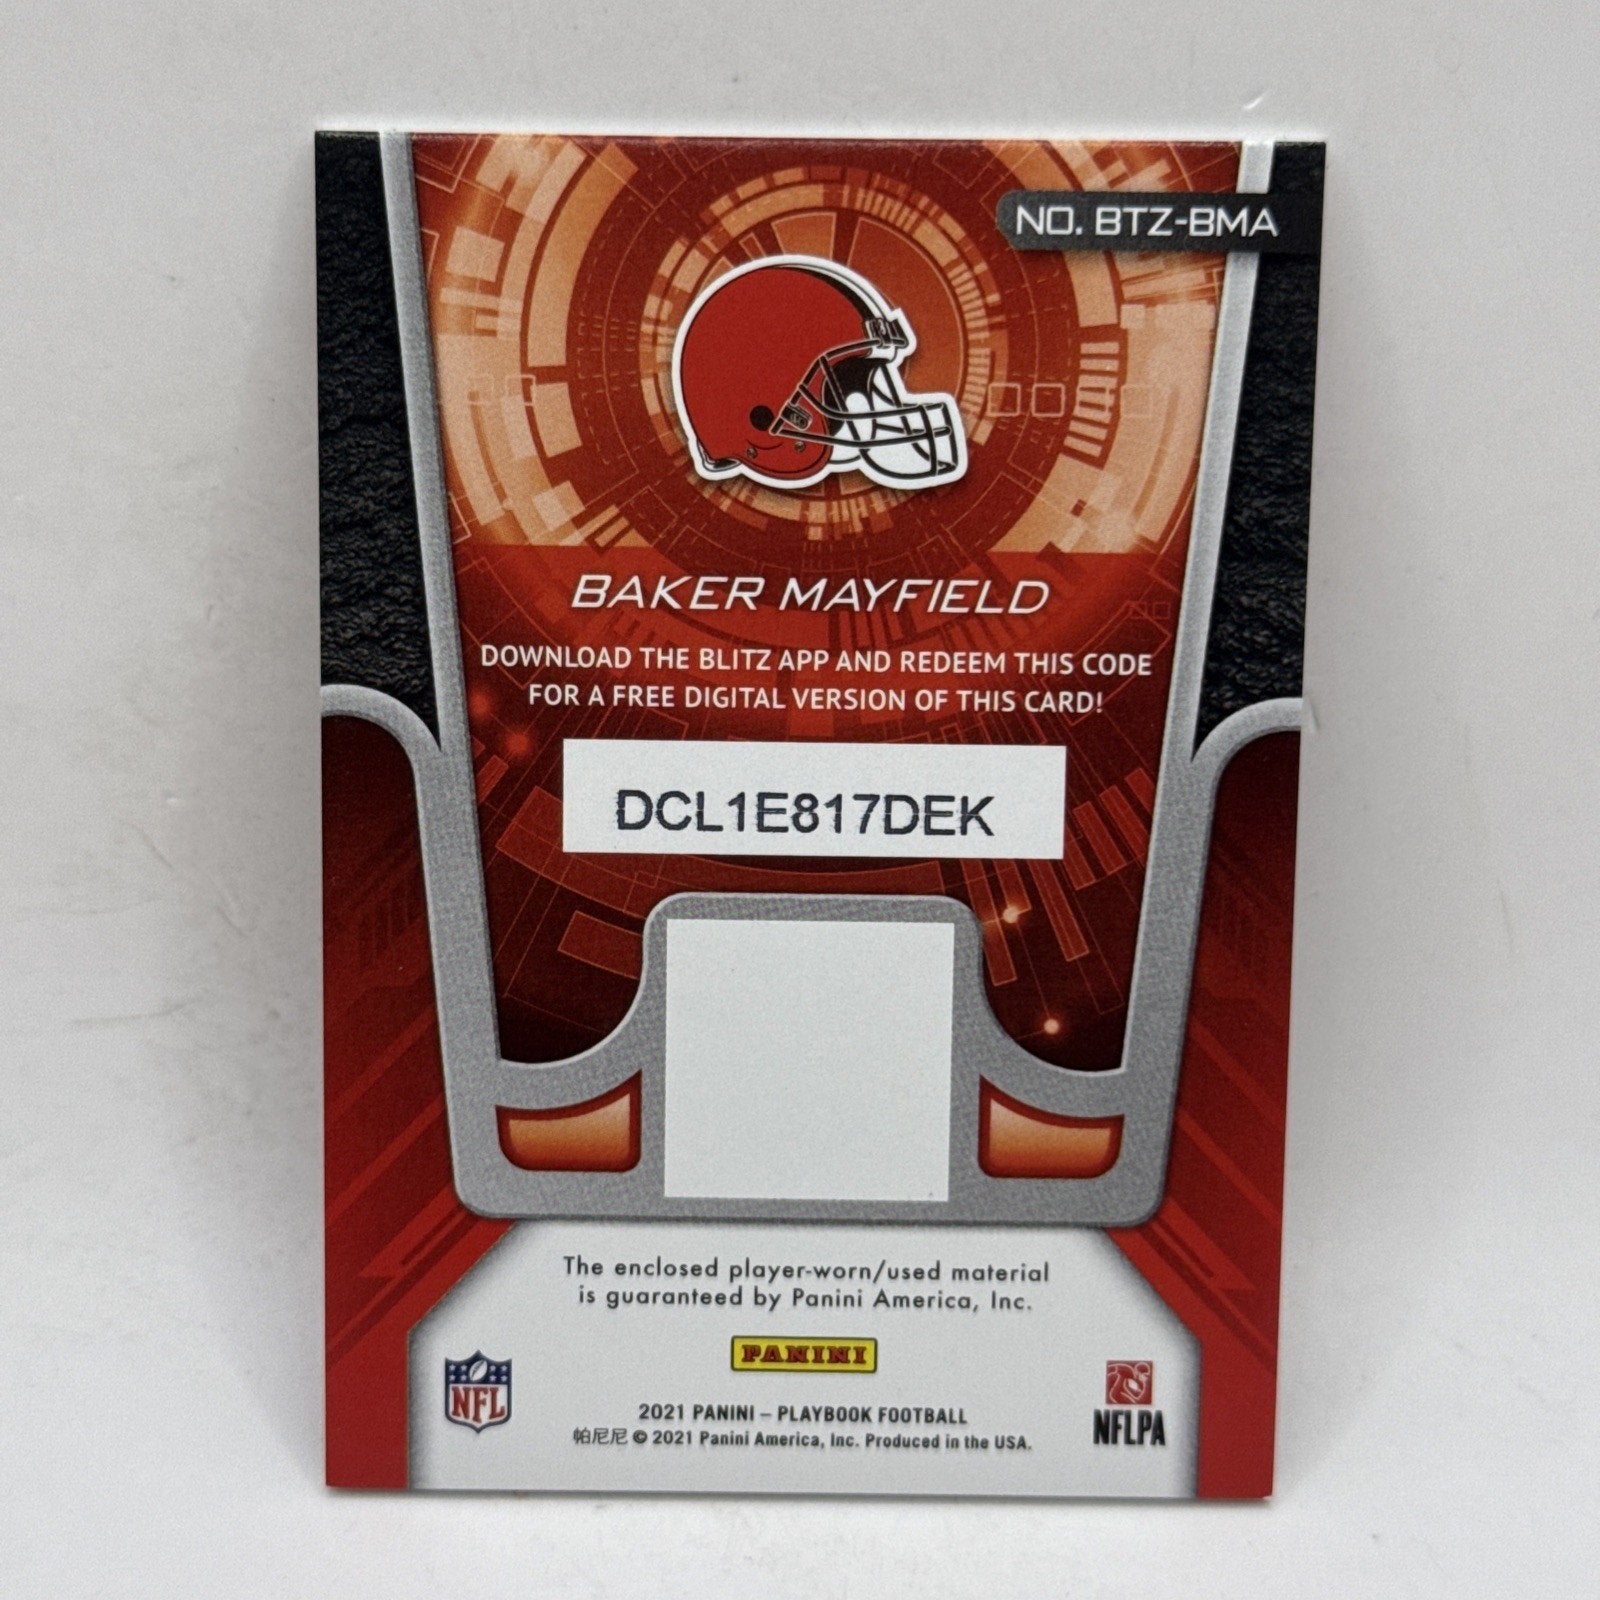 NO. BTZ-BMA
BAKER MAYFIELD
DOWNLOAD THE BLITZ APP AND REDEEM THIS CODE
FOR A FREE DIGITAL VERSION OF THIS CARD!
DCL1E817DEK
The enclosed player-worn/used material
is guaranteed by Panini America, Inc.
PANINI
NFL
NFLPA
2021 PANINI – PLAYBOOK FOOTBALL
帕尼尼 © 2021 Panini America, Inc. Produced in the USA.